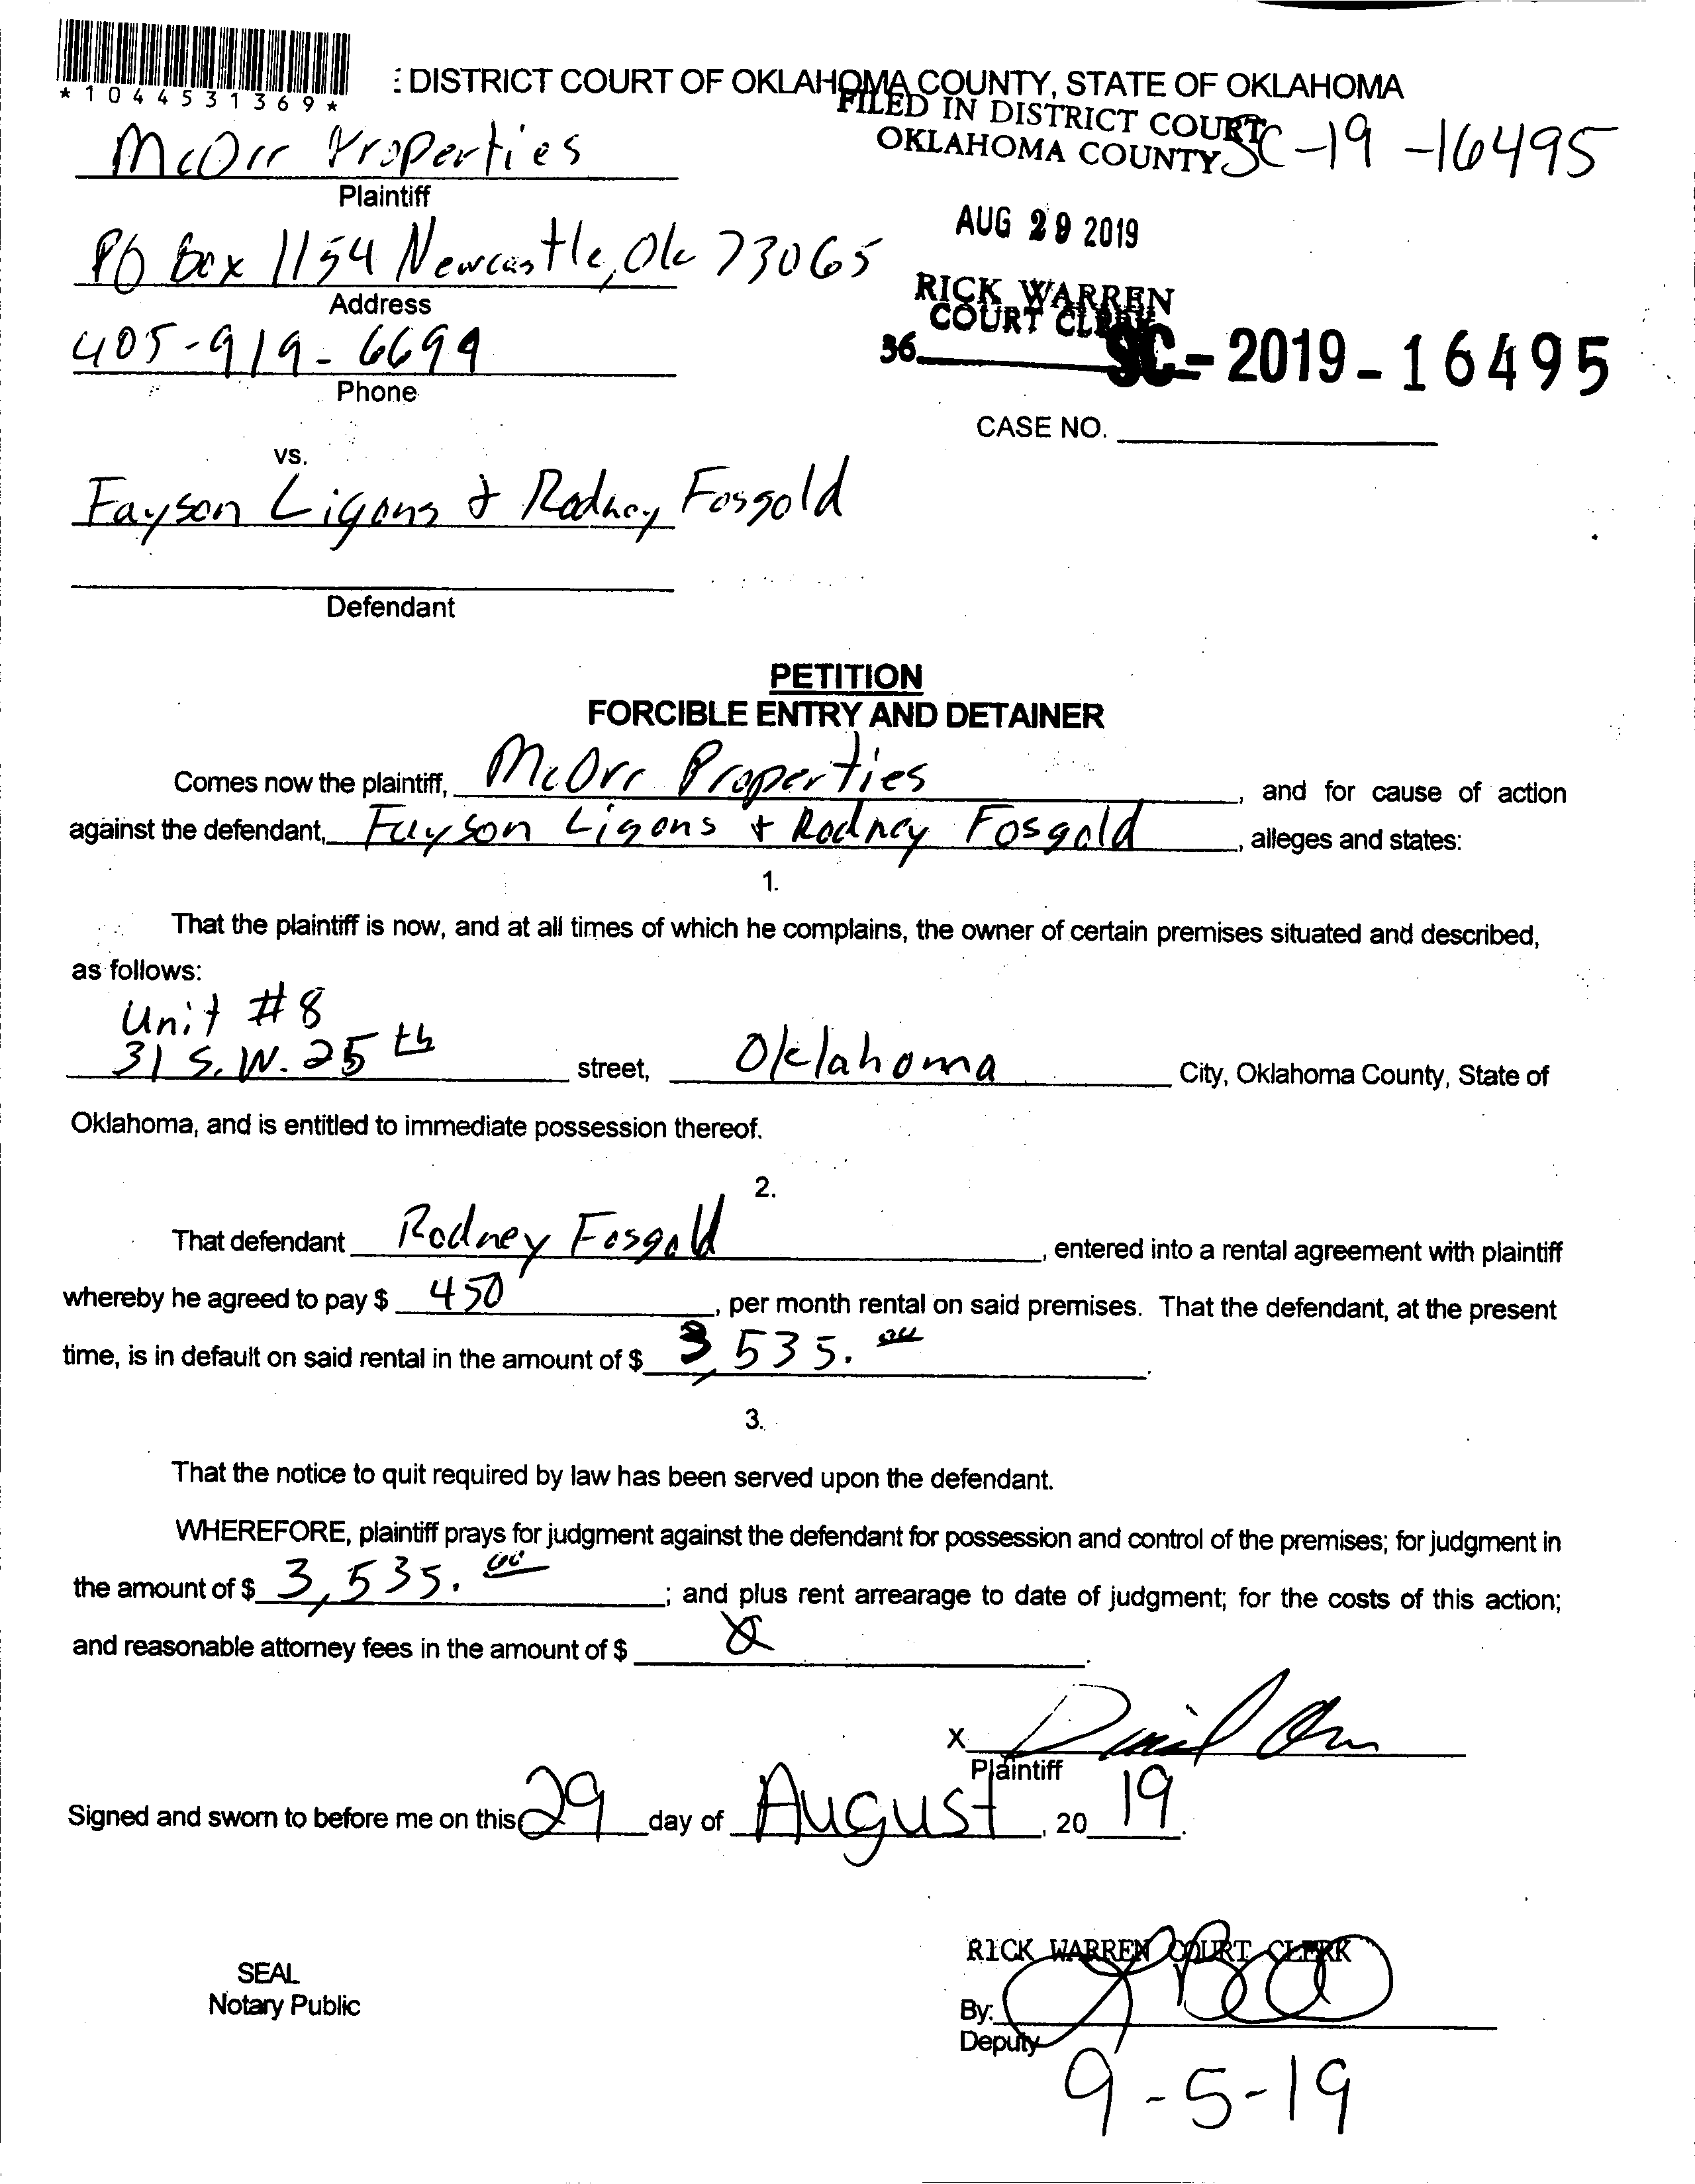 *1044531369*
: DISTRICT COURT OF OKLAHOMA COUNTY, STATE OF OKLAHOMA
FILED IN DISTRICT COURT
OKLAHOMA COUNTY
SC-19-16495
McOrr Properties
Plaintiff
AUG 29 2019
PO Box 1154 Newcastle, Ok 73065
Address
RICK WARREN
COURT CLERK
405-919-6699
Phone
36
SC-2019-16495
CASE NO.
vs.
Fayson Ligons & Rodney Fosgold
Defendant
PETITION
FORCIBLE ENTRY AND DETAINER
Comes now the plaintiff, McOrr Properties, and for cause of action
against the defendant, Fayson Ligons + Rodney Fosgold, alleges and states:
1.
That the plaintiff is now, and at all times of which he complains, the owner of certain premises situated and described,
as follows:
Unit #8
31 S.W. 25th street, Oklahoma City, Oklahoma County, State of
Oklahoma, and is entitled to immediate possession thereof.
2.
That defendant Rodney Fosgold, entered into a rental agreement with plaintiff
whereby he agreed to pay $ 450, per month rental on said premises. That the defendant, at the present
time, is in default on said rental in the amount of $ 3,535.00.
3.
That the notice to quit required by law has been served upon the defendant.
WHEREFORE, plaintiff prays for judgment against the defendant for possession and control of the premises; for judgment in
the amount of $ 3,535.00; and plus rent arrearage to date of judgment; for the costs of this action;
and reasonable attorney fees in the amount of $ .
X
Plaintiff
Signed and sworn to before me on this 29 day of August, 2019.
RICK WARREN COURT CLERK
SEAL
Notary Public
By:
Deputy
9-5-19